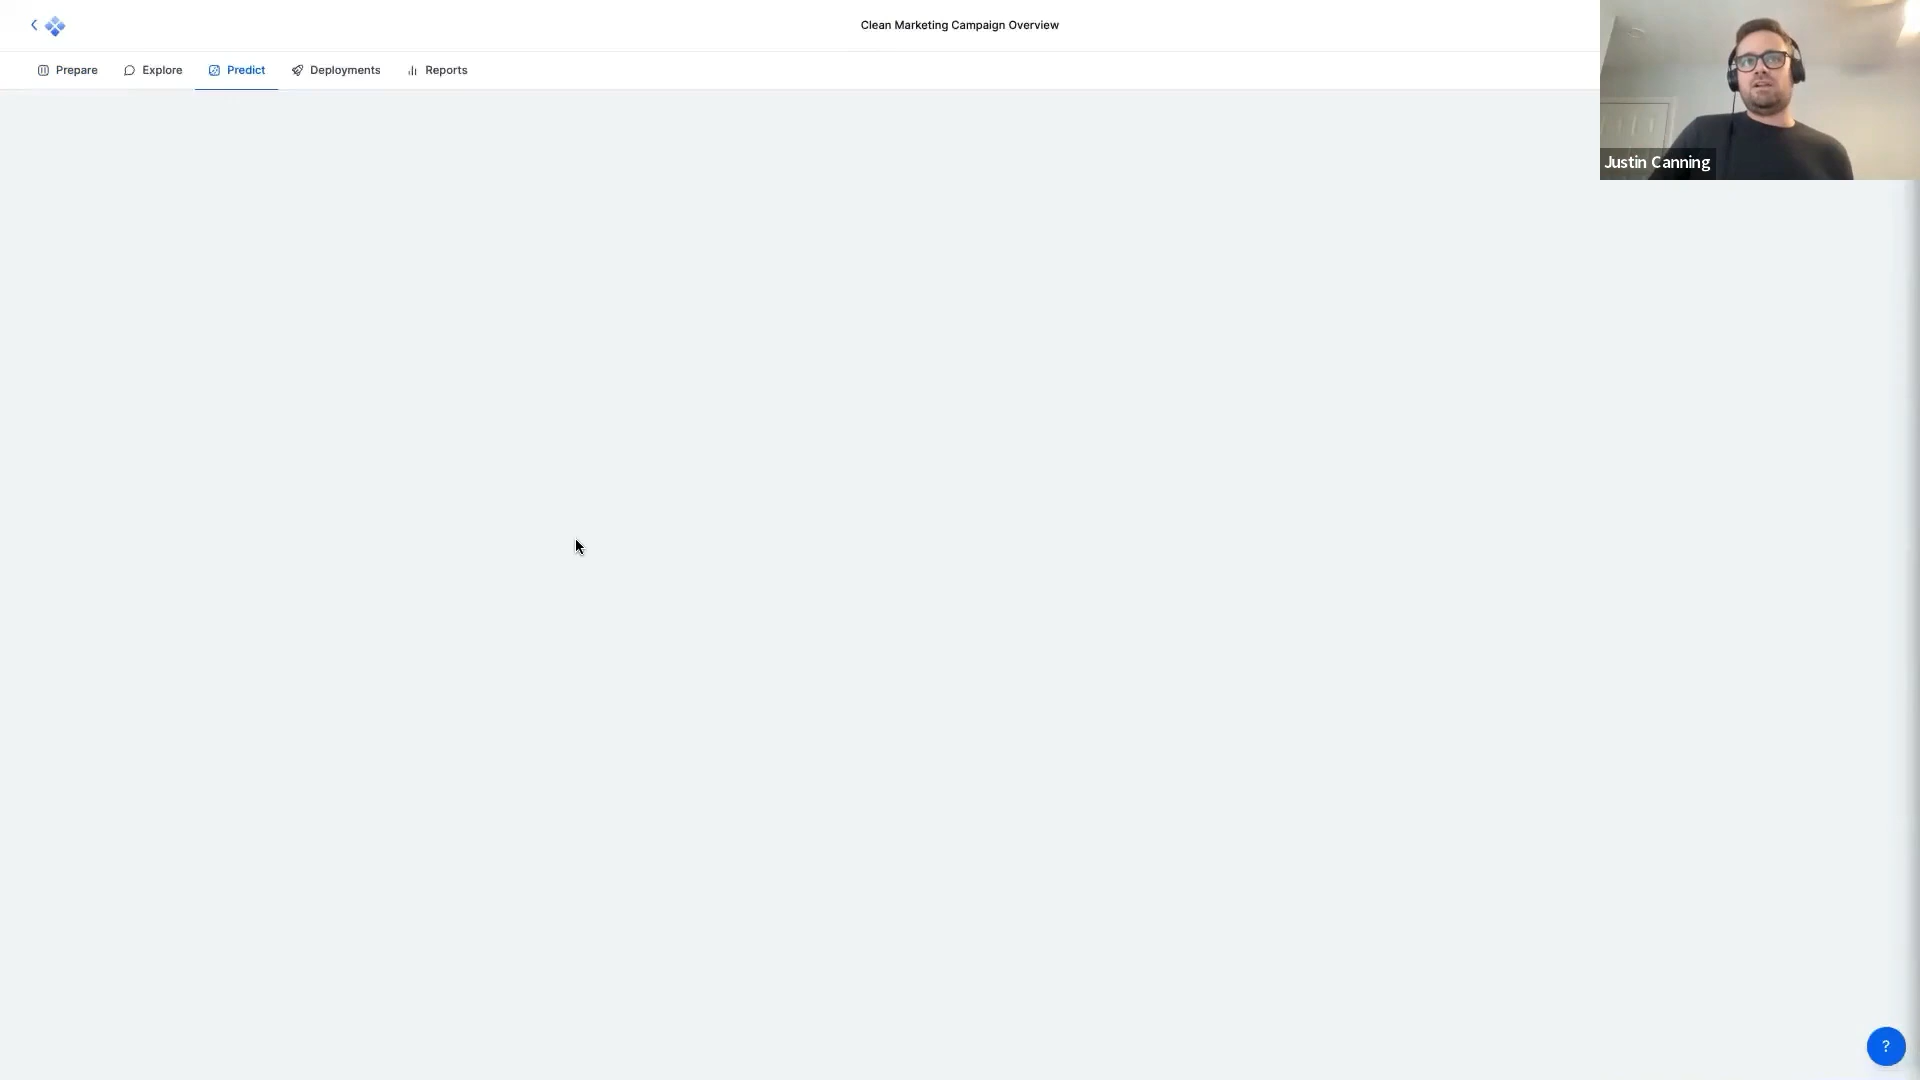 Clean Marketing Campaign Overview
Prepare
Explore
Predict
Deployments
Reports
Justin Canning
?